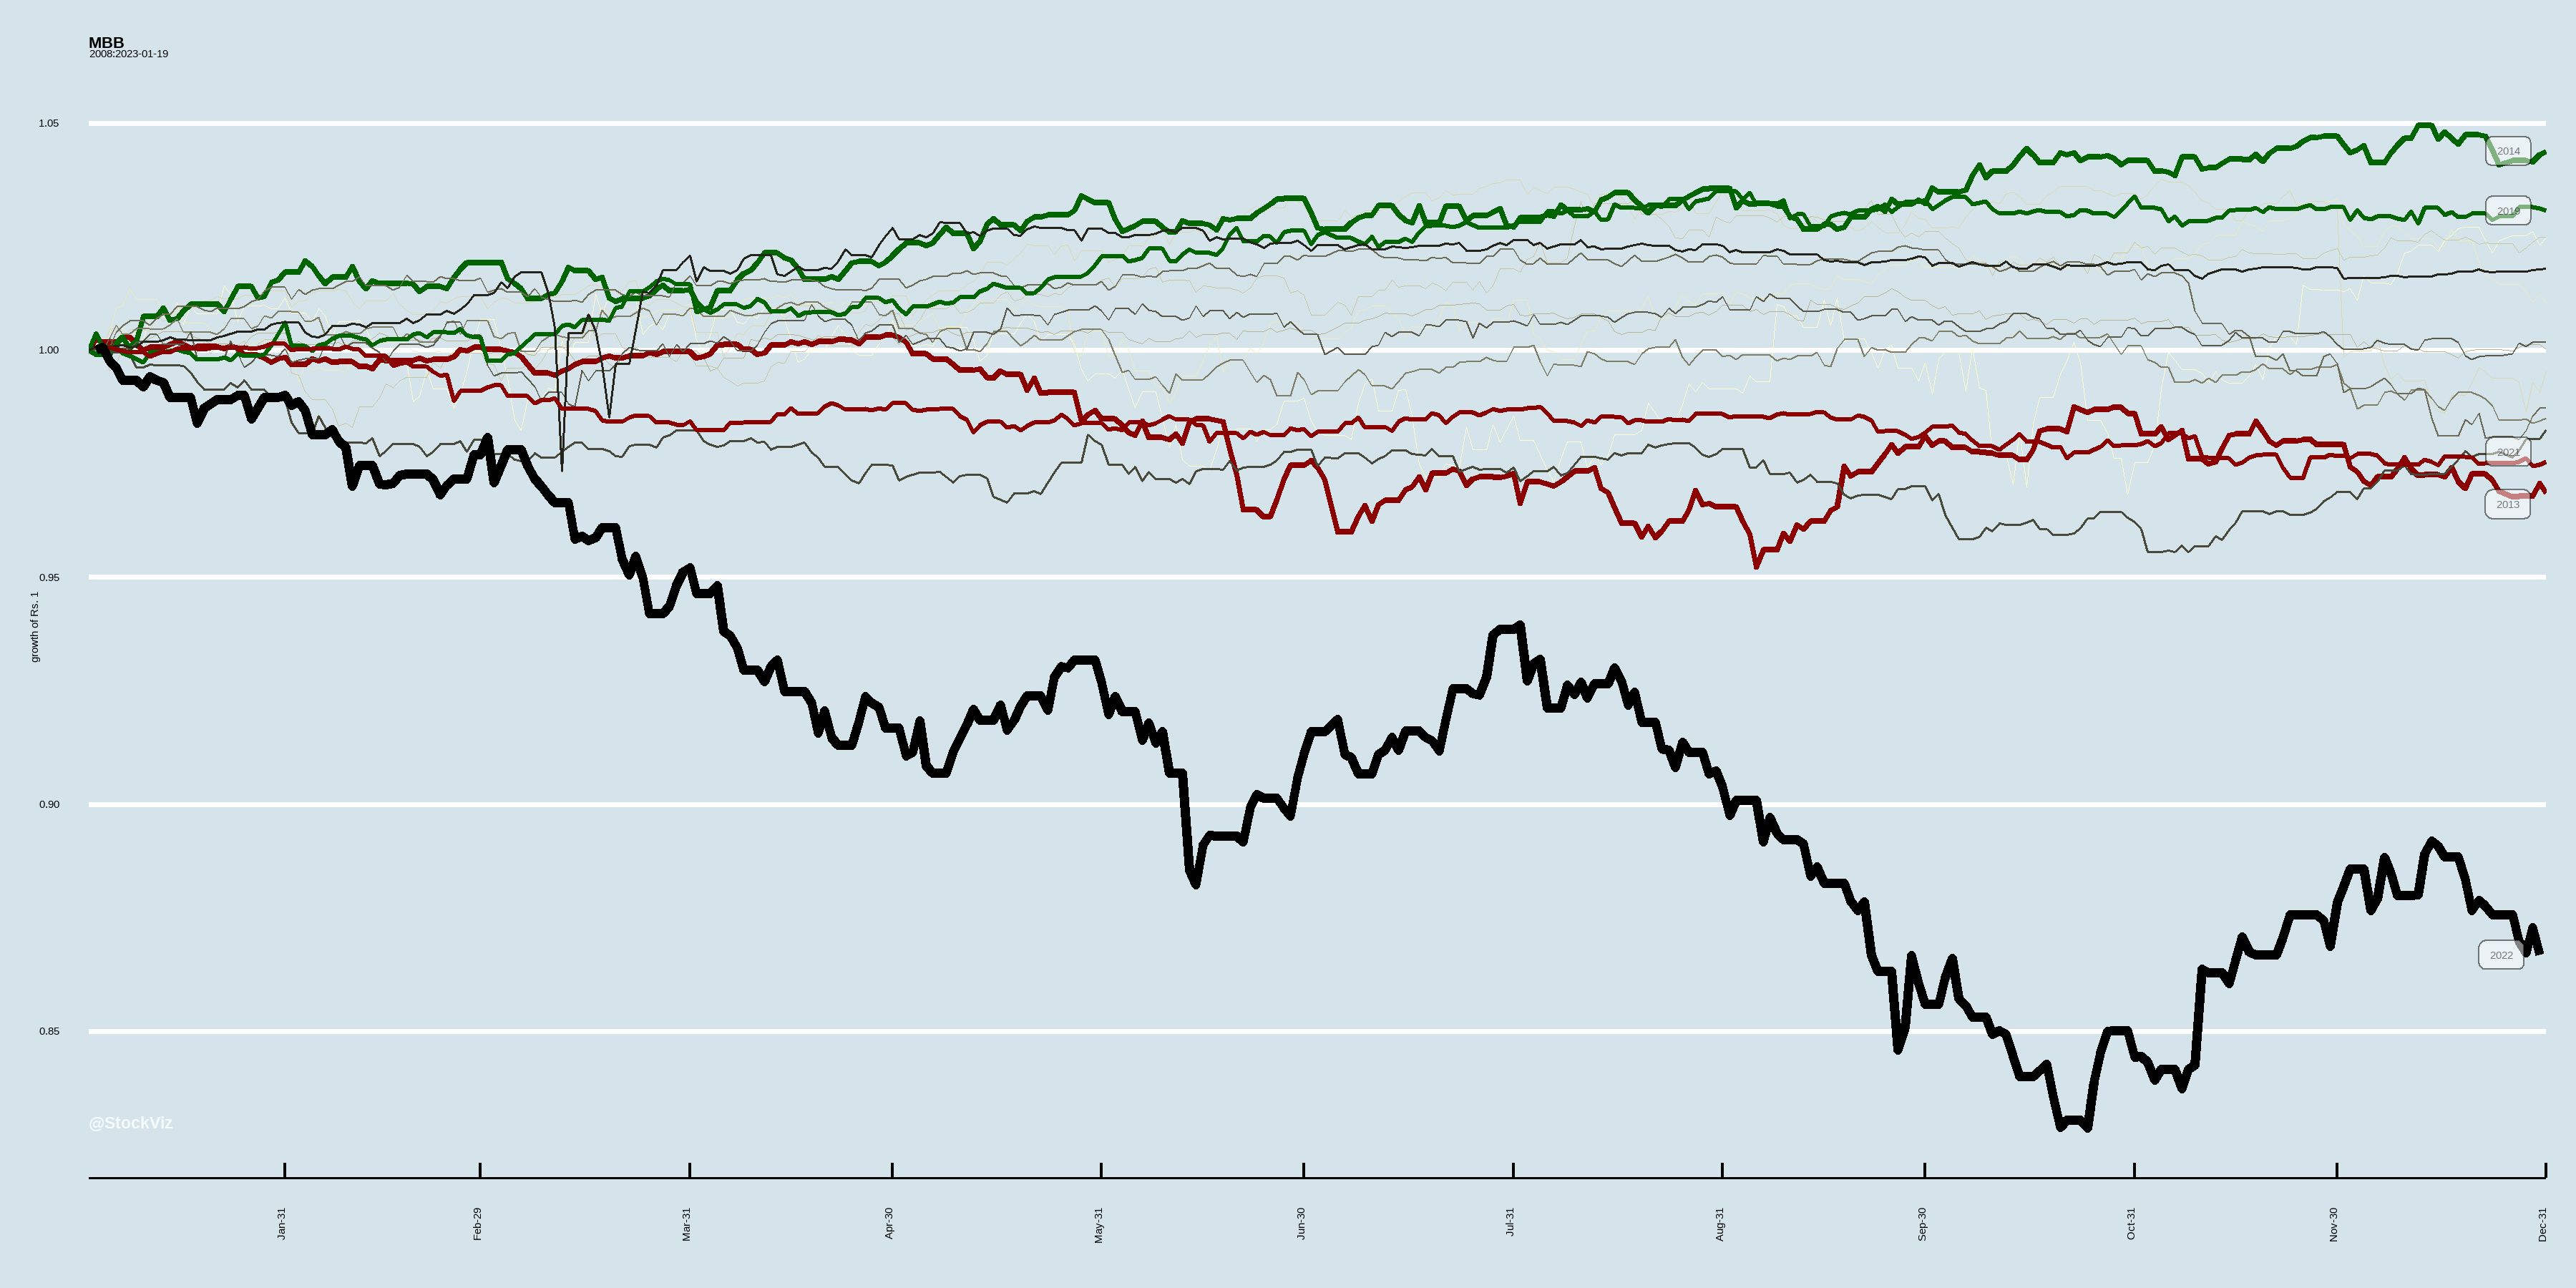 MBB
2008:2023-01-19
1.05
1.00
0.95
0.90
0.85
growth of Rs. 1
2014
2019
2021
2013
2022
@StockViz
Jan-31
Feb-29
Mar-31
Apr-30
May-31
Jun-30
Jul-31
Aug-31
Sep-30
Oct-31
Nov-30
Dec-31